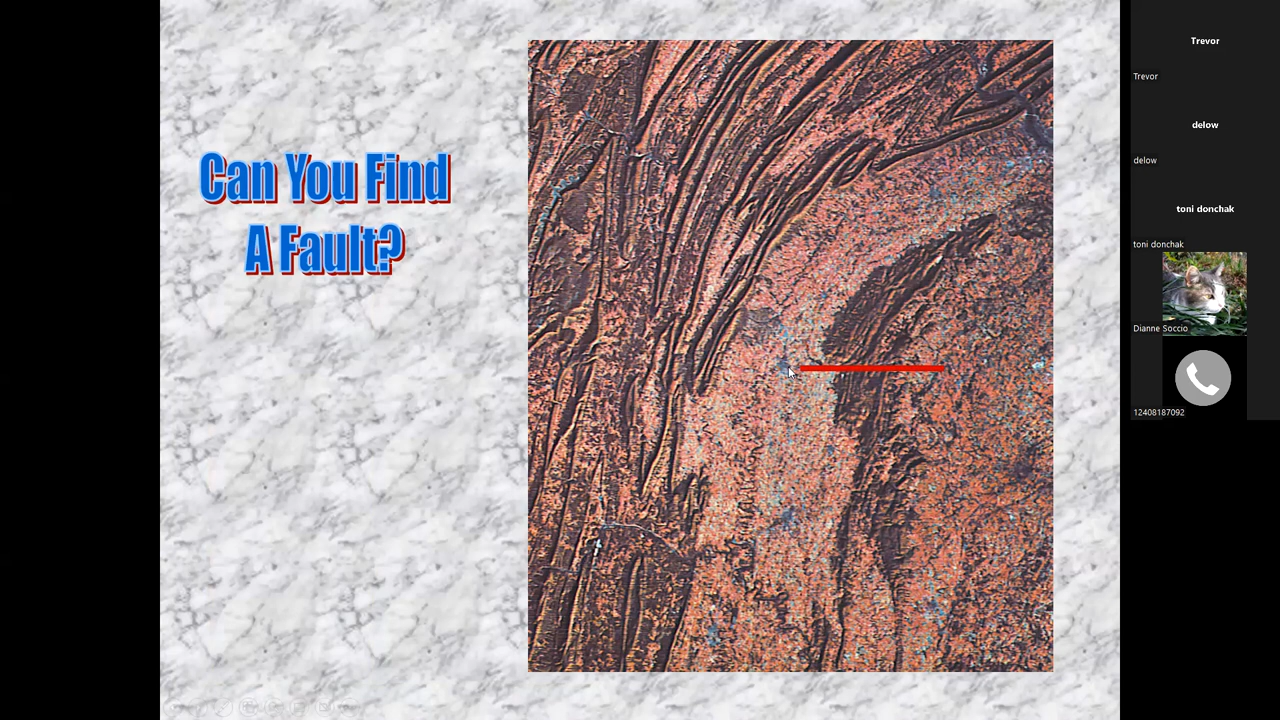 Can You Find
A Fault?
Trevor
Trevor
delow
delow
toni donchak
toni donchak
Dianne Soccio
12408187092